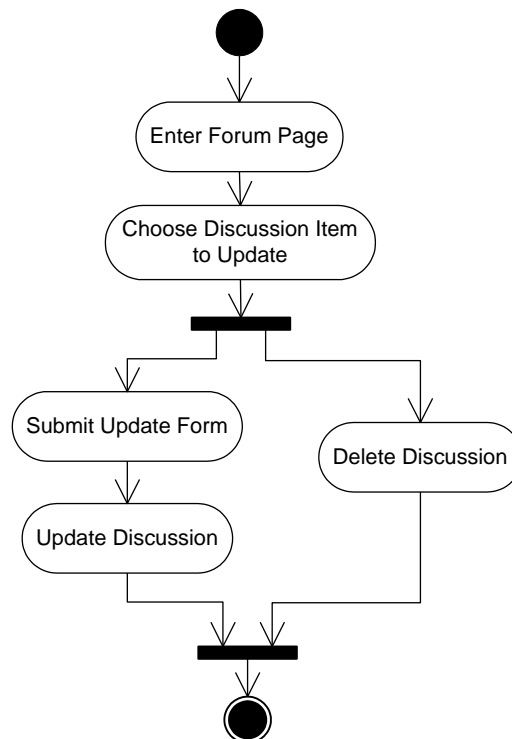 Enter Forum Page
Choose Discussion Item
to Update
Submit Update Form
Delete Discussion
Update Discussion